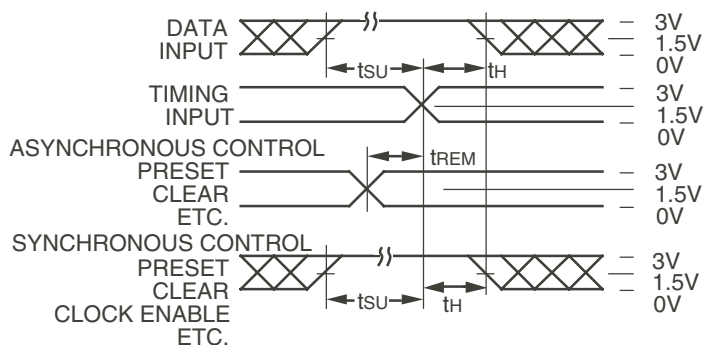 DATA
INPUT
tSU
tH
3V
1.5V
0V
TIMING
INPUT
3V
1.5V
0V
ASYNCHRONOUS CONTROL
PRESET
CLEAR
ETC.
tREM
3V
1.5V
0V
SYNCHRONOUS CONTROL
PRESET
CLEAR
CLOCK ENABLE
ETC.
tSU
tH
3V
1.5V
0V